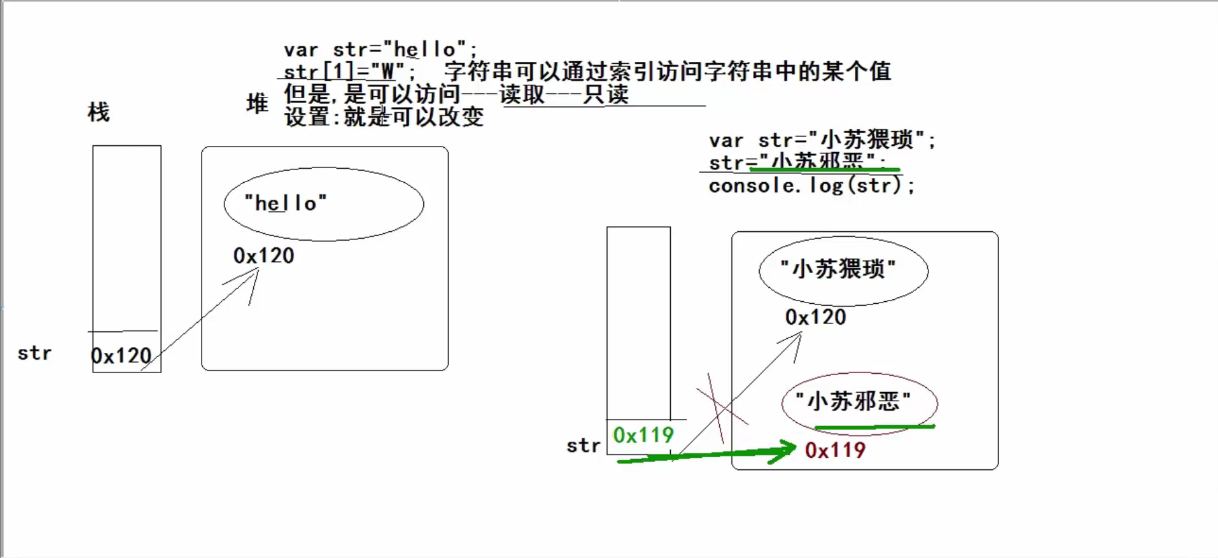 var str="hello";
str[1]="W"; 字符串可以通过索引访问字符串中的某个值
但是,是可以访问---读取---只读
设置:就是可以改变
栈
堆
"hello"
0x120
str
0x120
var str="小苏猥琐";
str="小苏邪恶";
console.log(str);
"小苏猥琐"
0x120
"小苏邪恶"
0x119
str
0x119